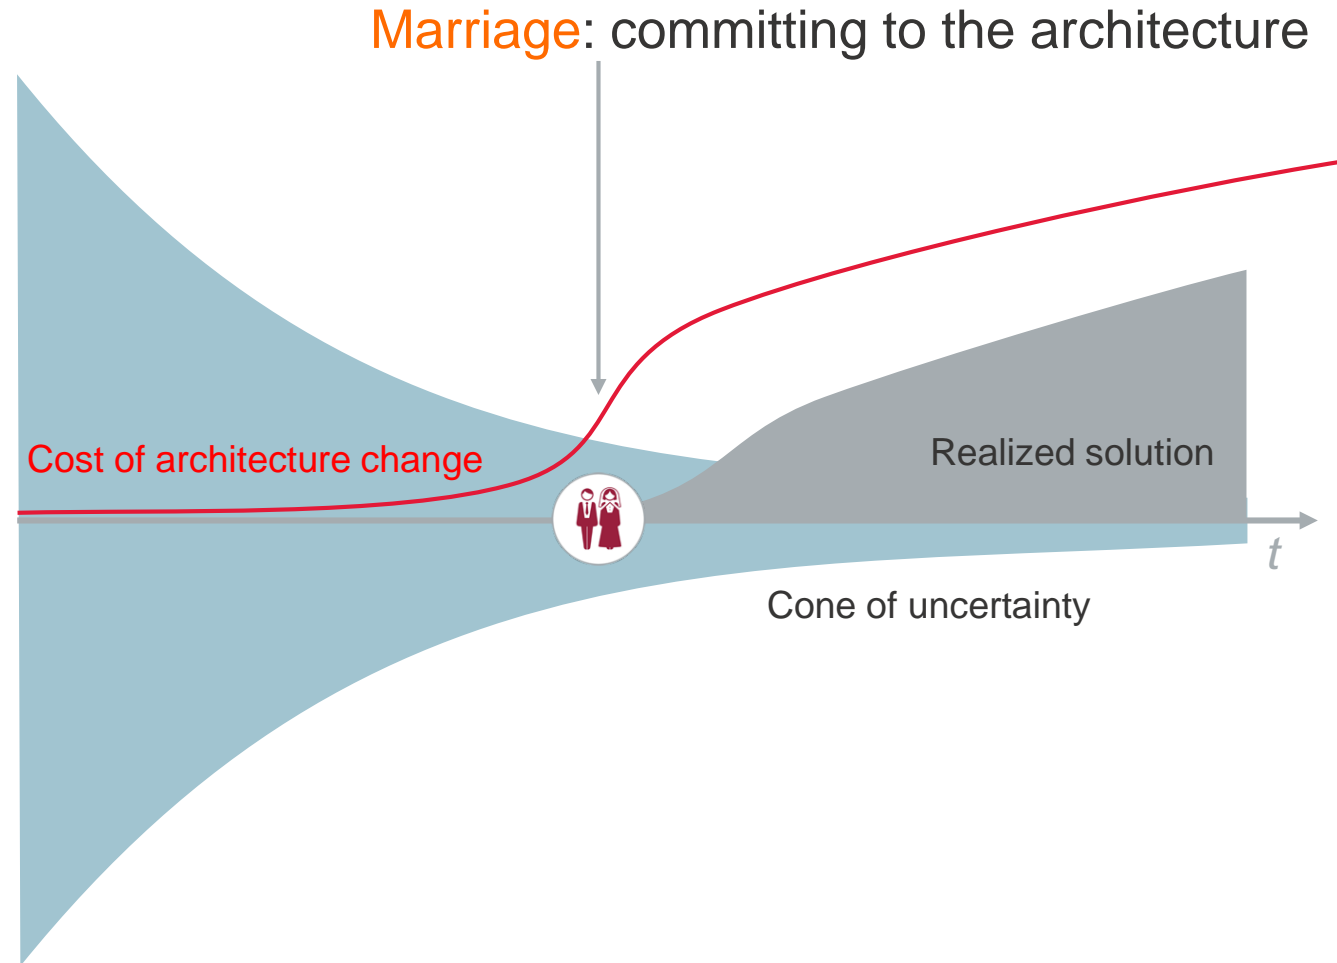 Marriage: committing to the architecture
Cost of architecture change
Realized solution
t
Cone of uncertainty